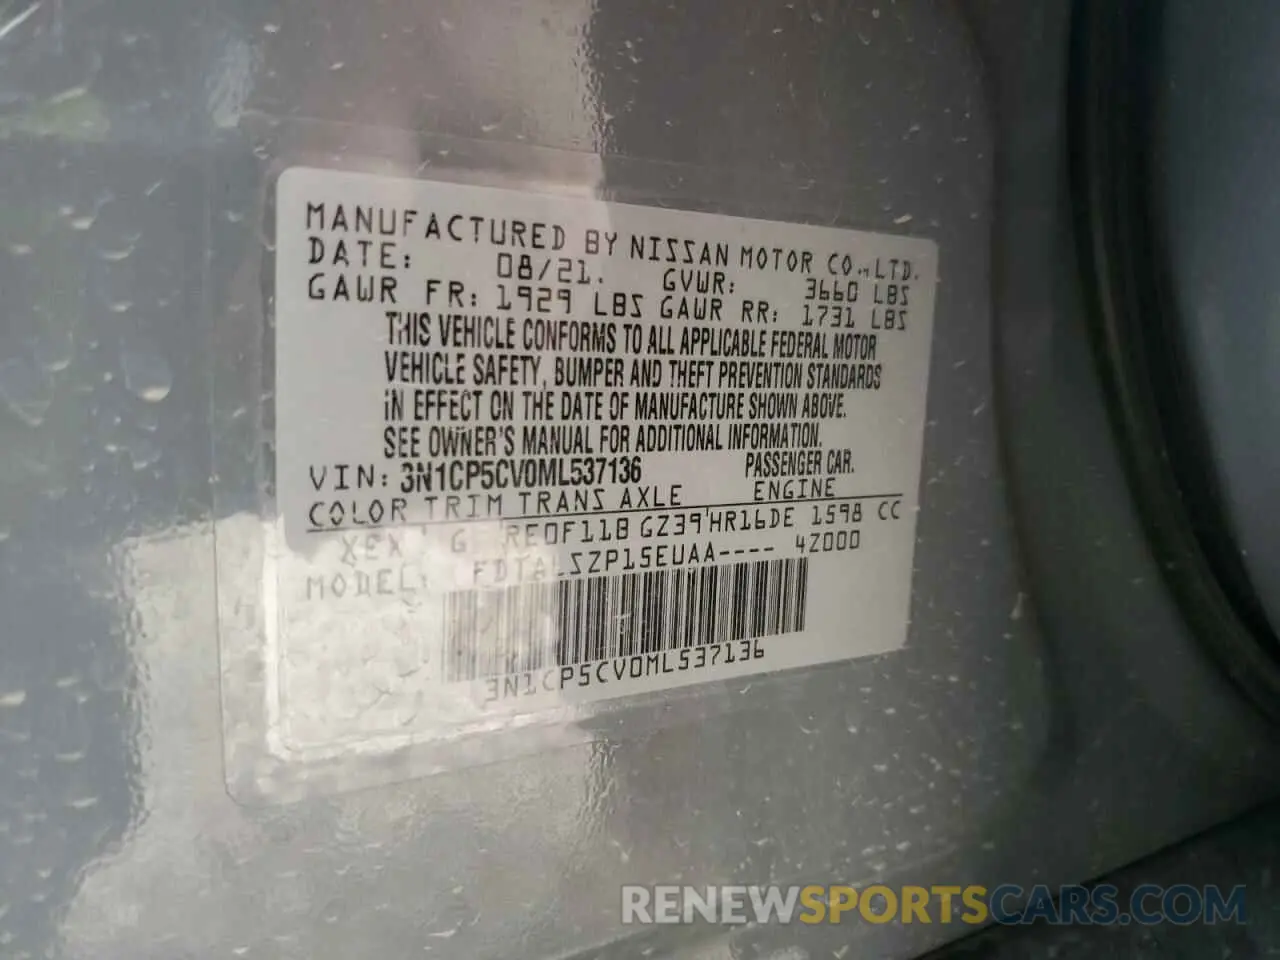 MANUFACTURED BY NISSAN MOTOR CO., LTD.
DATE: 08/21. GVWR: 3660 LBS
GAWR FR: 1929 LBS GAWR RR: 1731 LBS
THIS VEHICLE CONFORMS TO ALL APPLICABLE FEDERAL MOTOR
VEHICLE SAFETY, BUMPER AND THEFT PREVENTION STANDARDS
IN EFFECT ON THE DATE OF MANUFACTURE SHOWN ABOVE.
SEE OWNER'S MANUAL FOR ADDITIONAL INFORMATION.
VIN: 3N1CP5CV0ML537136 PASSENGER CAR.
COLOR TRIM TRANS AXLE ENGINE
XEX G RE0F11B GZ39 HR16DE 1598 CC
MODEL: FDTALSZP15EUAA---- 4Z000
3N1CP5CV0ML537136
RENEWSPORTSCARS.COM